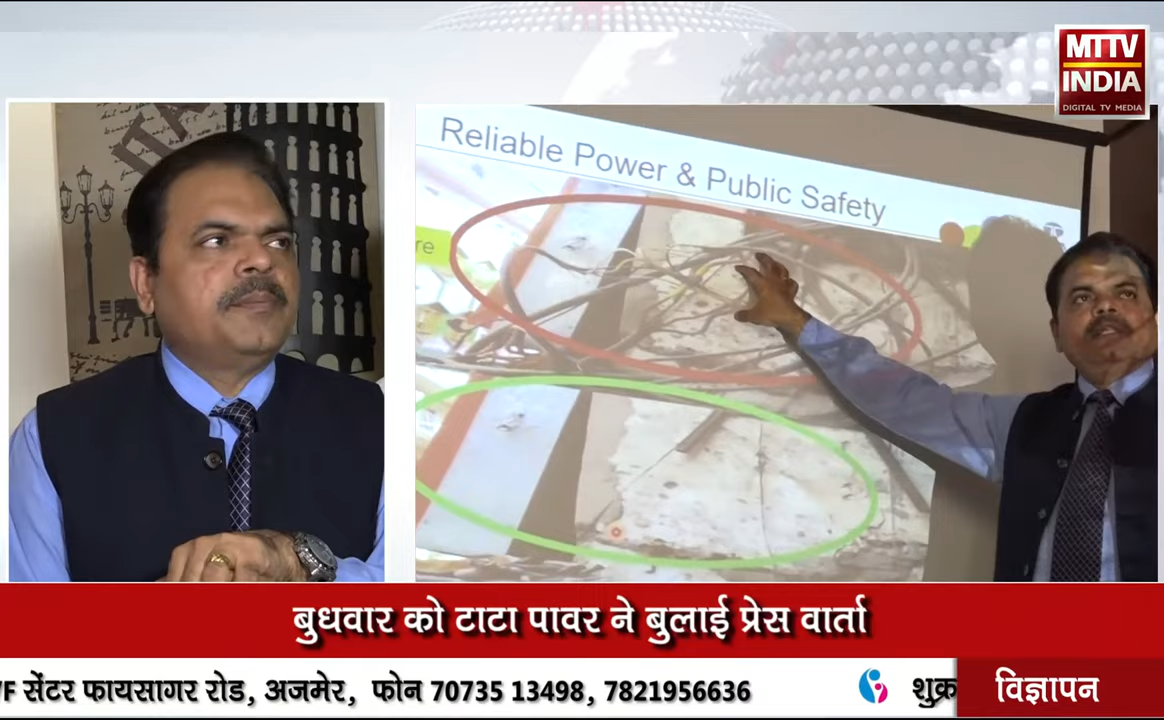 MTTV
INDIA
DIGITAL TV MEDIA
Reliable Power & Public Safety
बुधवार को टाटा पावर ने बुलाई प्रेस वार्ता
सेंटर फायसागर रोड, अजमेर, फोन 70735 13498, 7821956636
विज्ञापन